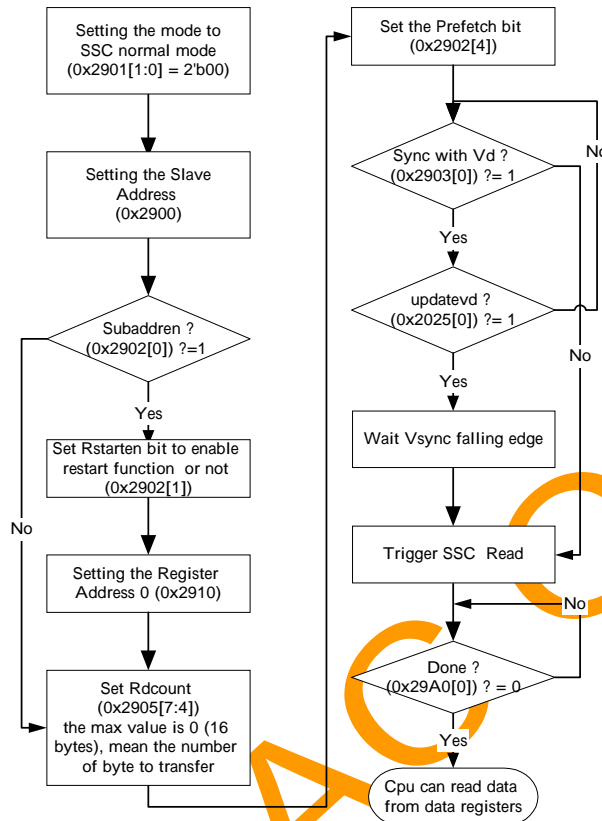 Setting the mode to
SSC normal mode
(0x2901[1:0] = 2'b00)
Setting the Slave
Address
(0x2900)
Subaddren ?
(0x2902[0]) ?=1
Yes
No
Set Rstarten bit to enable
restart function or not
(0x2902[1])
Setting the Register
Address 0 (0x2910)
Set Rdcount
(0x2905[7:4])
the max value is 0 (16
bytes), mean the number
of byte to transfer
Set the Prefetch bit
(0x2902[4])
No
Sync with Vd ?
(0x2903[0]) ?= 1
Yes
updatevd ?
(0x2025[0]) ?= 1
No
Yes
Wait Vsync falling edge
Trigger SSC Read
No
Done ?
(0x29A0[0]) ? = 0
Yes
Cpu can read data
from data registers